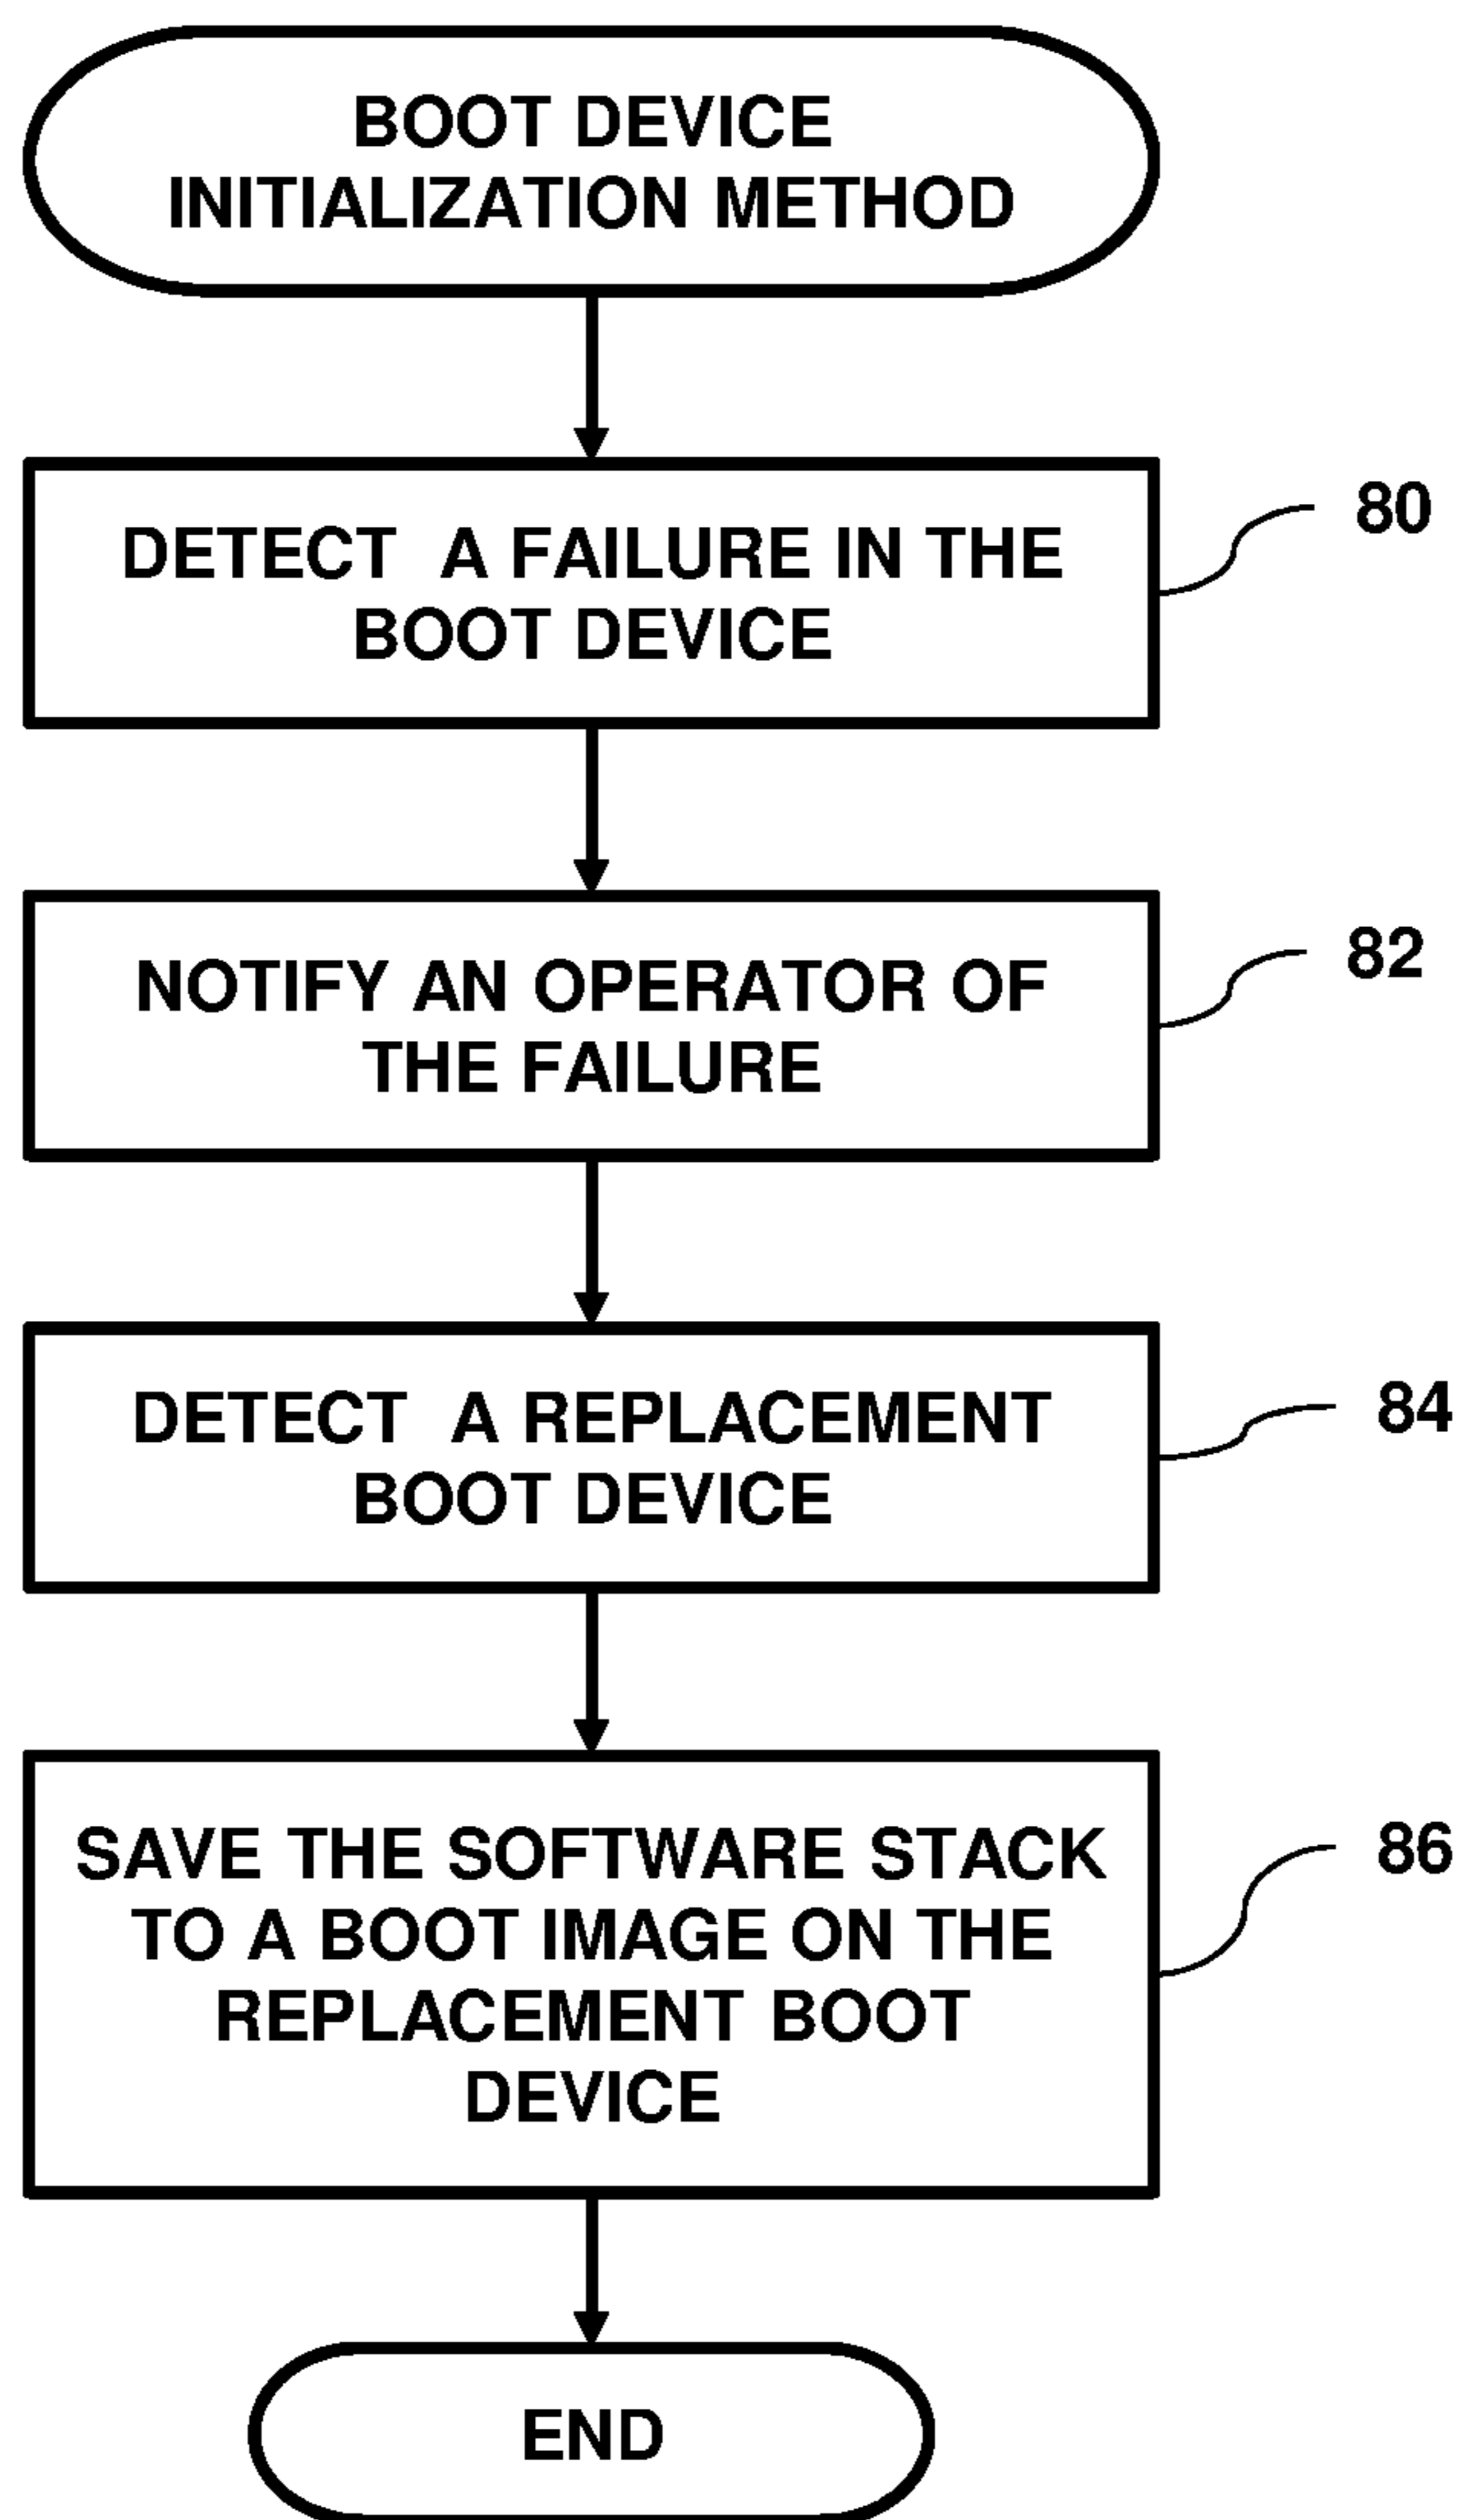 BOOT DEVICE
INITIALIZATION METHOD
DETECT A FAILURE IN THE
BOOT DEVICE
80
NOTIFY AN OPERATOR OF
THE FAILURE
82
DETECT A REPLACEMENT
BOOT DEVICE
84
SAVE THE SOFTWARE STACK
TO A BOOT IMAGE ON THE
REPLACEMENT BOOT
DEVICE
86
END